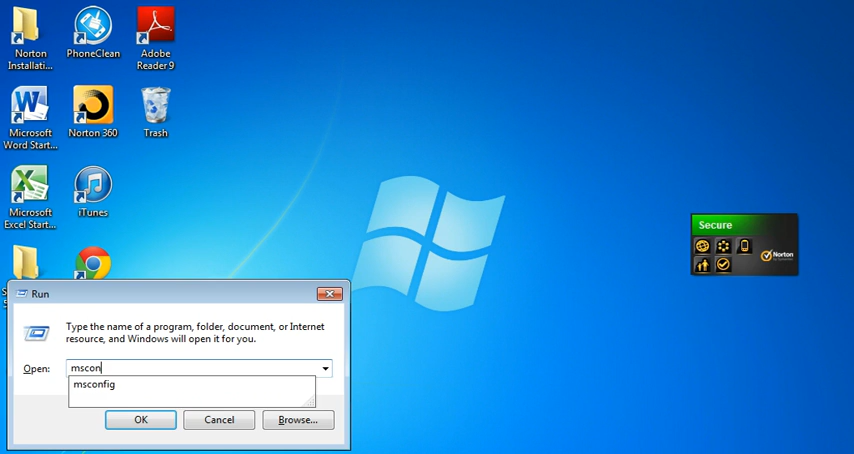 Norton
Installati...
PhoneClean
Adobe
Reader 9
Microsoft
Word Start...
Norton 360
Trash
Microsoft
Excel Start...
iTunes
Secure
Norton
by Symantec
Run
Type the name of a program, folder, document, or Internet
resource, and Windows will open it for you.
Open:
mscon
msconfig
OK
Cancel
Browse...